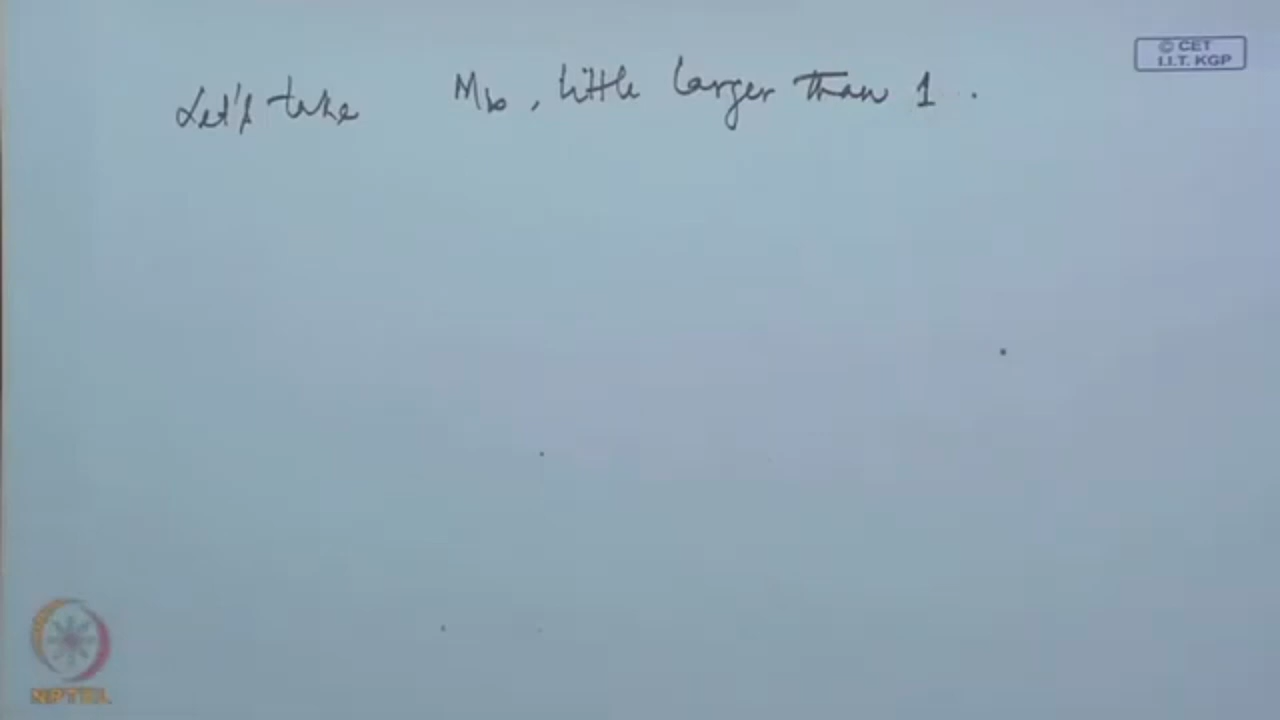 Let's take M∞, little larger than 1.
© CET
I.I.T. KGP
NPTEL